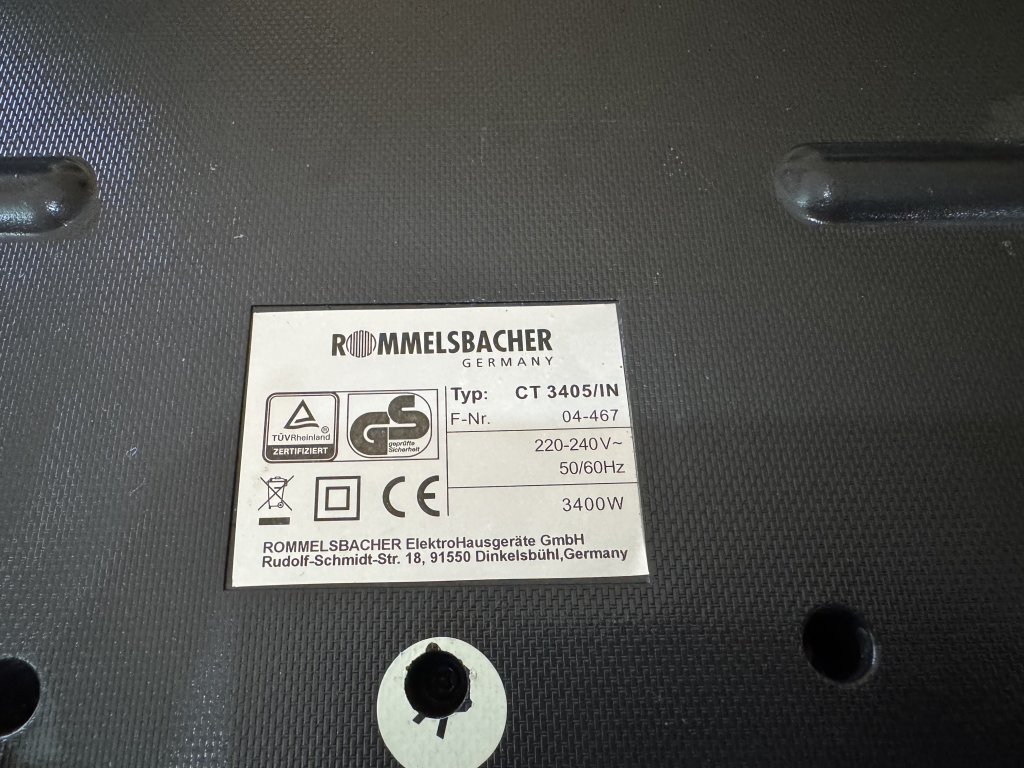 ROMMELSBACHER
GERMANY
Typ: CT 3405/IN
F-Nr. 04-467
220-240V~
50/60Hz
3400W
TÜVRheinland ®
ZERTIFIZIERT
GS
geprüfte
Sicherheit
CE
ROMMELSBACHER ElektroHausgeräte GmbH
Rudolf-Schmidt-Str. 18, 91550 Dinkelsbühl,Germany